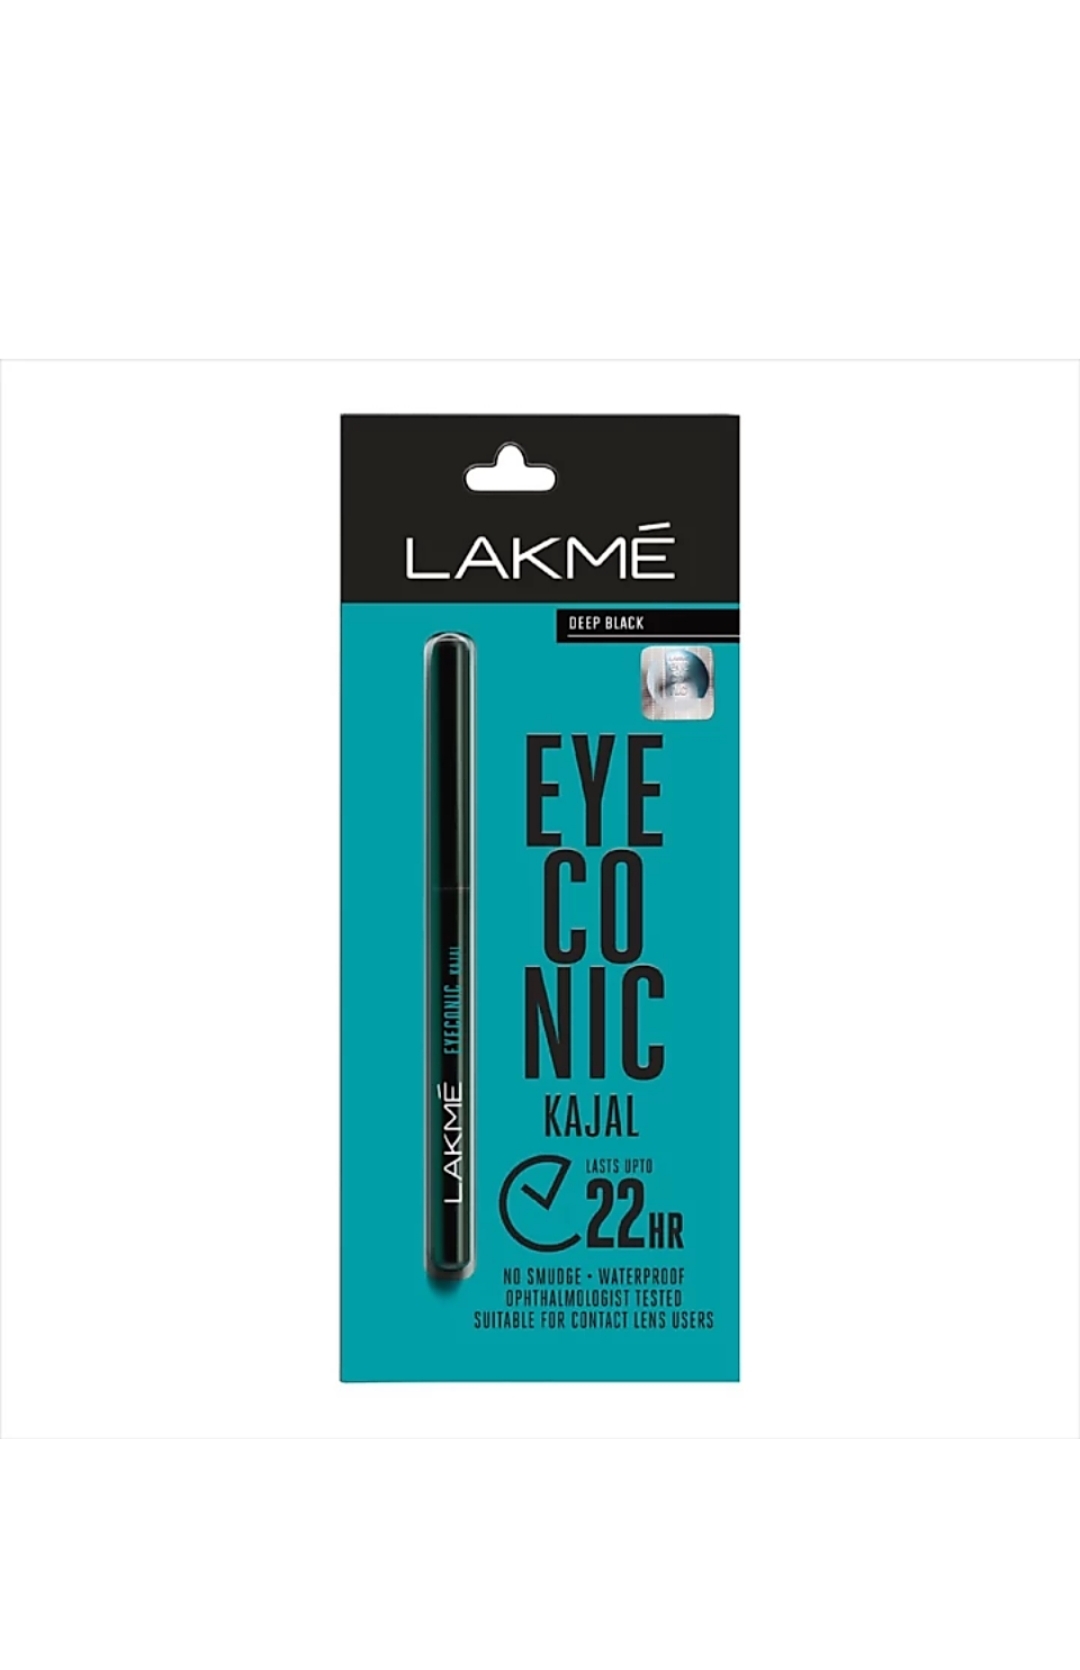 LAKMÉ
DEEP BLACK
EYE
CO
NIC
KAJAL
LASTS UPTO
22HR
NO SMUDGE • WATERPROOF
OPHTHALMOLOGIST TESTED
SUITABLE FOR CONTACT LENS USERS
LAKMÉ EYECONIC KAJAL